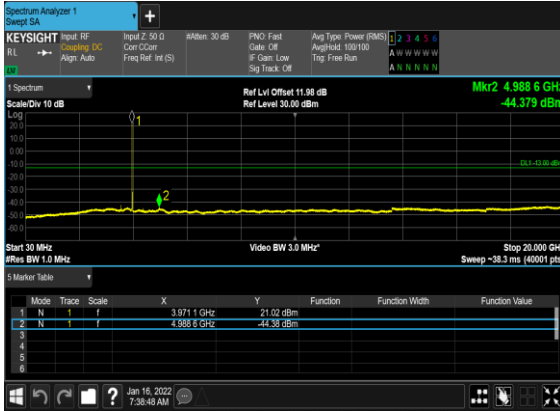 Spectrum Analyzer 1
Swept SA
+
KEYSIGHT Input: RF Input Z: 50 Ω #Atten: 30 dB PNO: Fast Avg Type: Power (RMS) 1 2 3 4 5 6
RL Coupling: DC Corr CCorr Gate: Off Avg|Hold: 100/100 A W W W W W
Align: Auto Freq Ref: Int (S) IF Gain: Low Trig: Free Run
Sig Track: Off A N N N N N
1 Spectrum Ref Lvl Offset 11.98 dB Mkr2 4.988 6 GHz
Scale/Div 10 dB Ref Level 30.00 dBm -44.379 dBm
Log
20.0
10.0
0.00
-10.0
-20.0
-30.0
-40.0
-50.0
-60.0
1
2
DL1 -13.00 dBm
Start 30 MHz Video BW 3.0 MHz* Stop 20.000 GHz
#Res BW 1.0 MHz Sweep ~38.3 ms (40001 pts)
5 Marker Table
Mode Trace Scale X Y Function Function Width Function Value
1 N 1 f 3.971 1 GHz 21.02 dBm
2 N 1 f 4.988 6 GHz -44.38 dBm
3
4
5
6
? Jan 16, 2022
7:38:48 AM